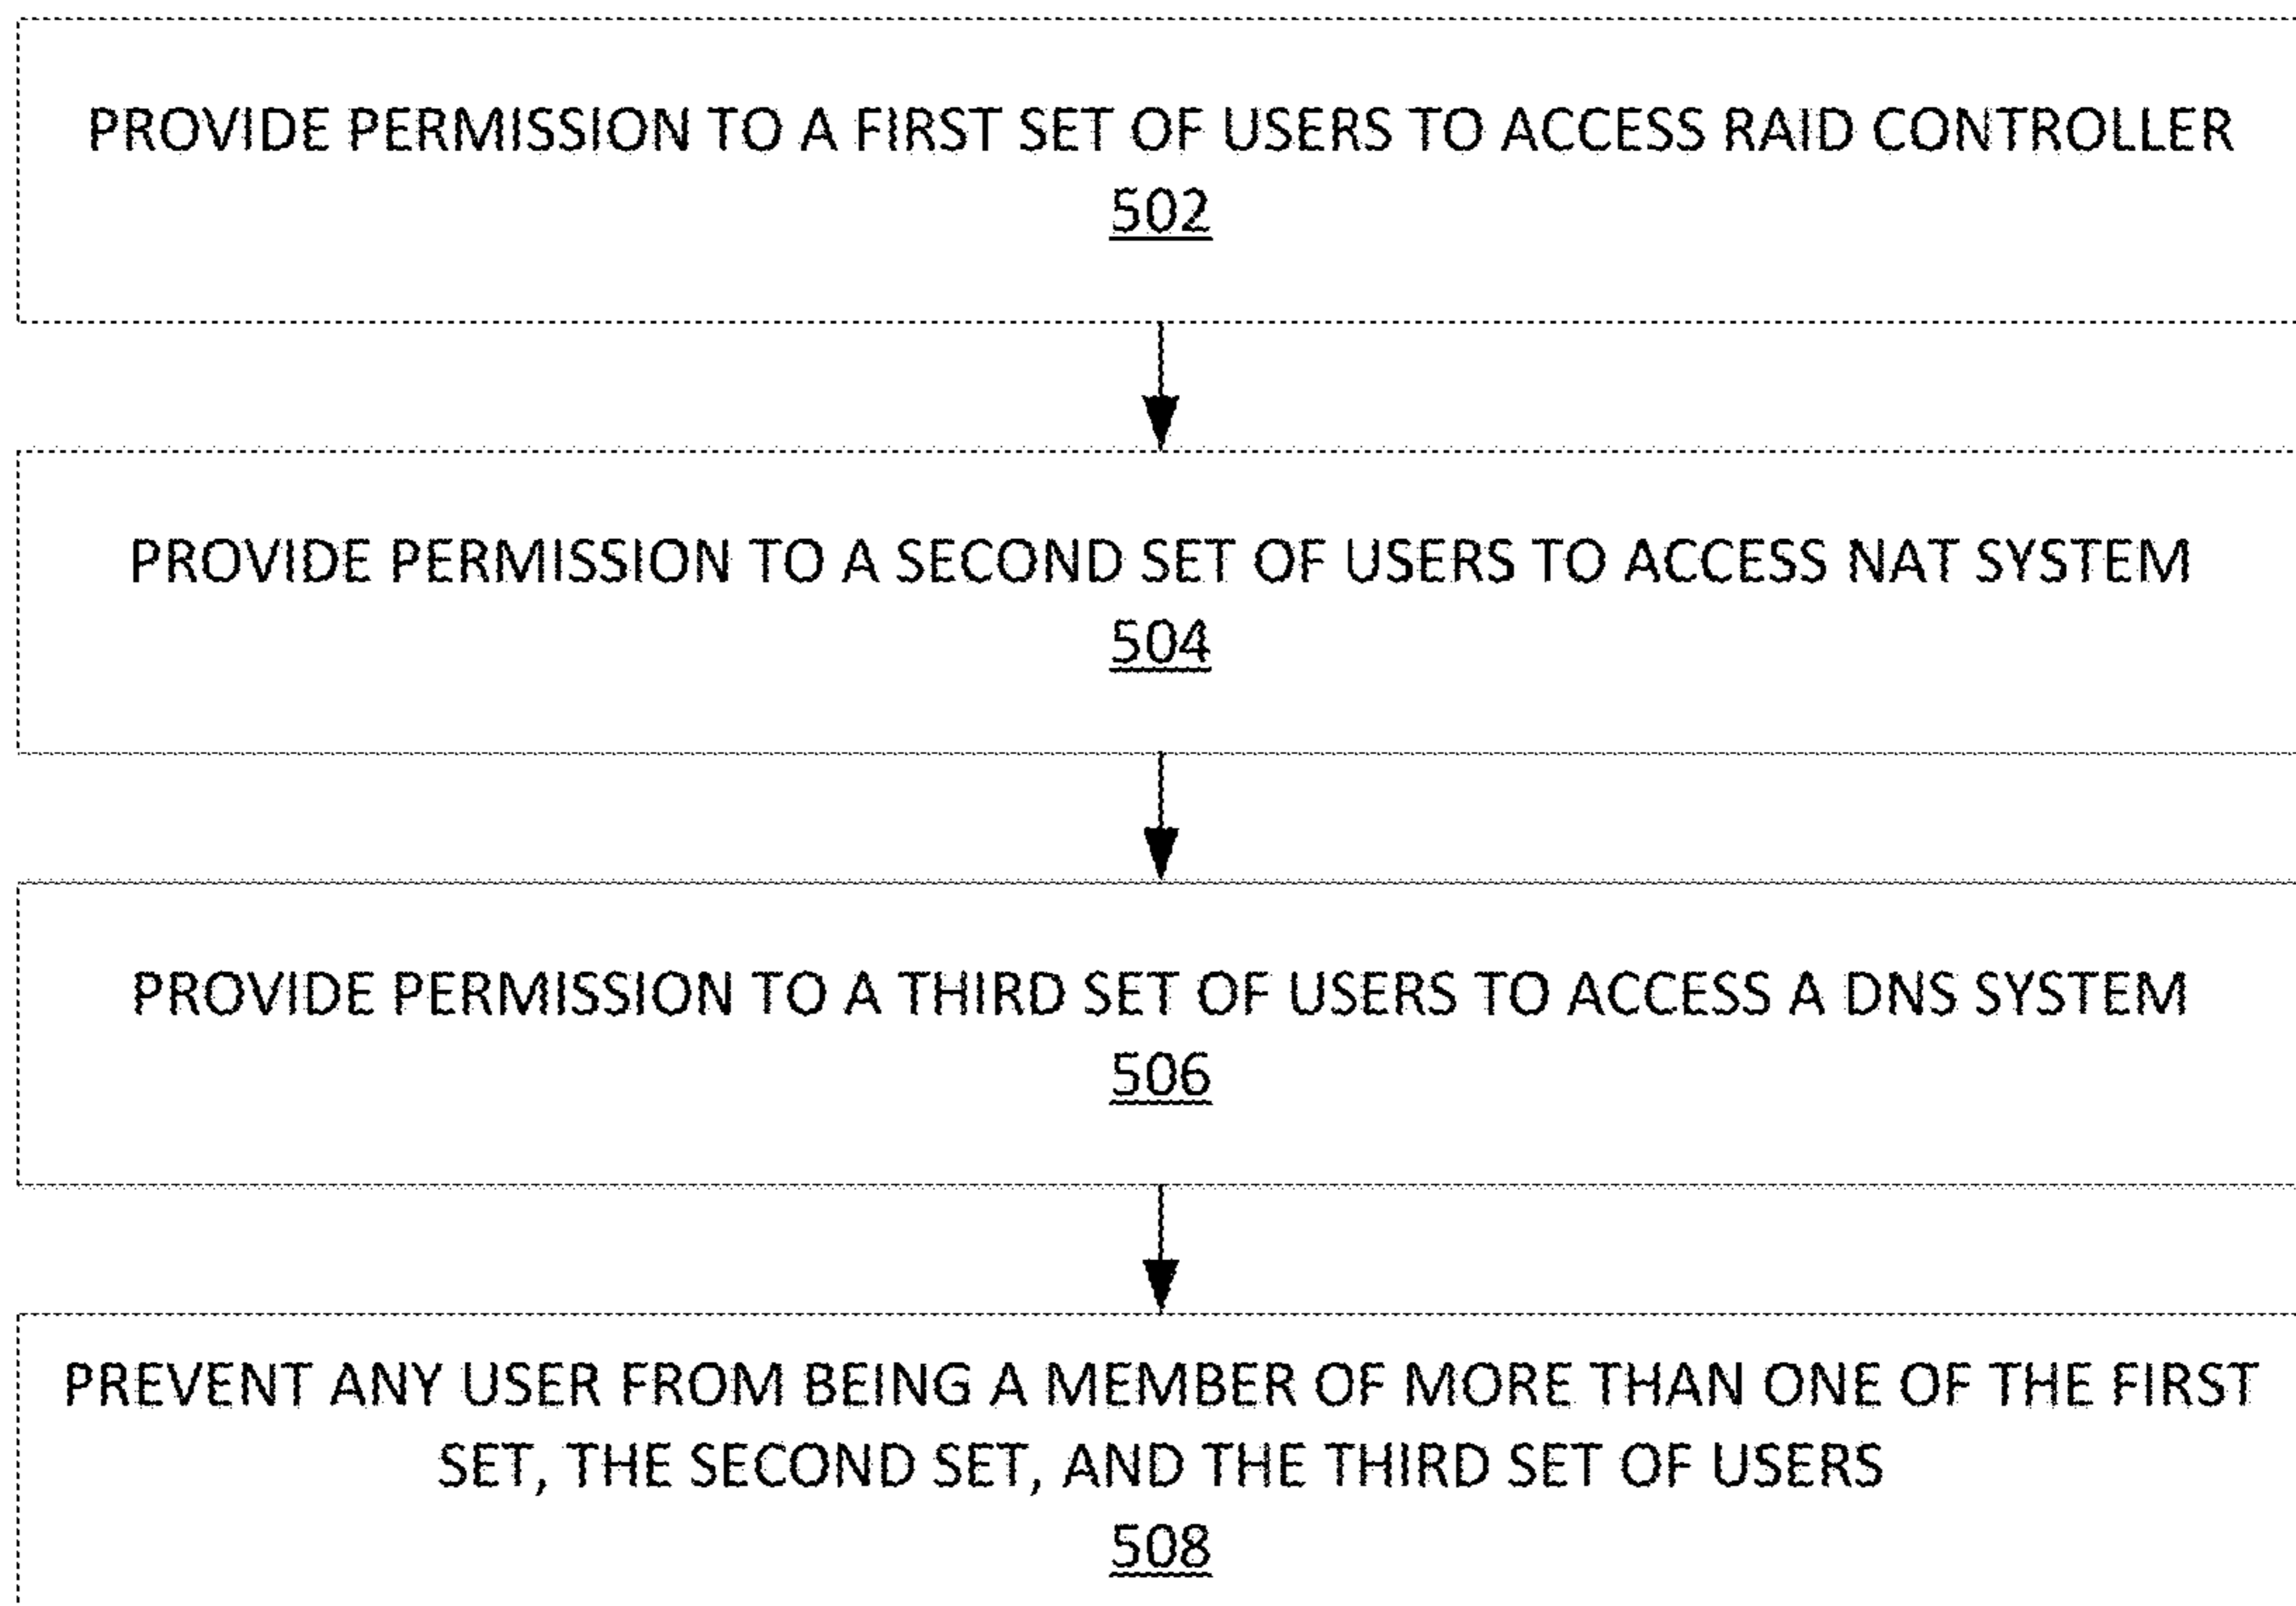 PROVIDE PERMISSION TO A FIRST SET OF USERS TO ACCESS RAID CONTROLLER
502
PROVIDE PERMISSION TO A SECOND SET OF USERS TO ACCESS NAT SYSTEM
504
PROVIDE PERMISSION TO A THIRD SET OF USERS TO ACCESS A DNS SYSTEM
506
PREVENT ANY USER FROM BEING A MEMBER OF MORE THAN ONE OF THE FIRST
SET, THE SECOND SET, AND THE THIRD SET OF USERS
508